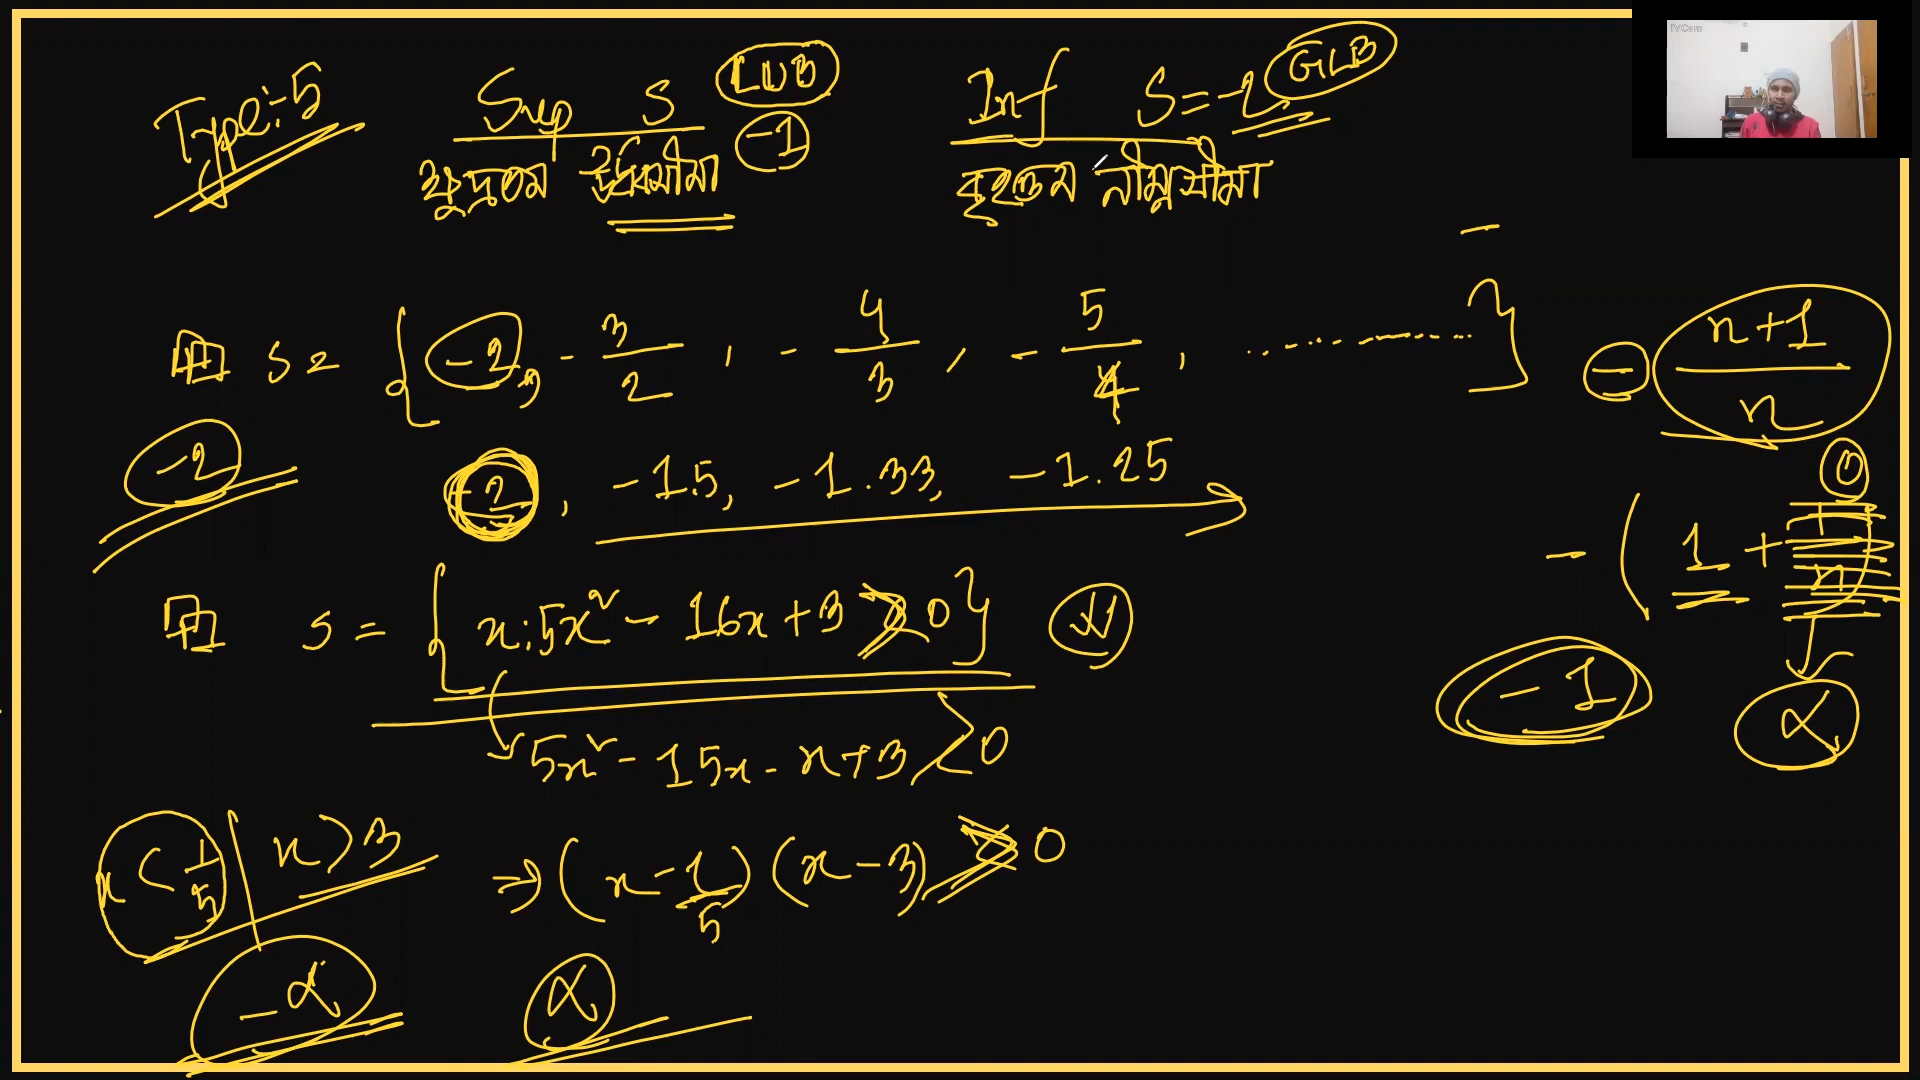 Type:-5 Sup S LUB Inf S = -2 GLB
ক্ষুদ্রতম ঊর্ধ্বসীমা -1 বৃহত্তম নীম্নসীমা
S = { -2, -3/2, -4/3, -5/4, ............ } - n+1/n
-2 -2, -1.5, -1.33, -1.25 0
- ( 1 + 1/n )
S = { x : 5x² - 16x + 3 > 0 }
-1 α
5x² - 15x - x + 3 > 0
x < 1/5 | x > 3 ⇒ (x - 1/5) (x - 3) > 0
-α α
IVCam